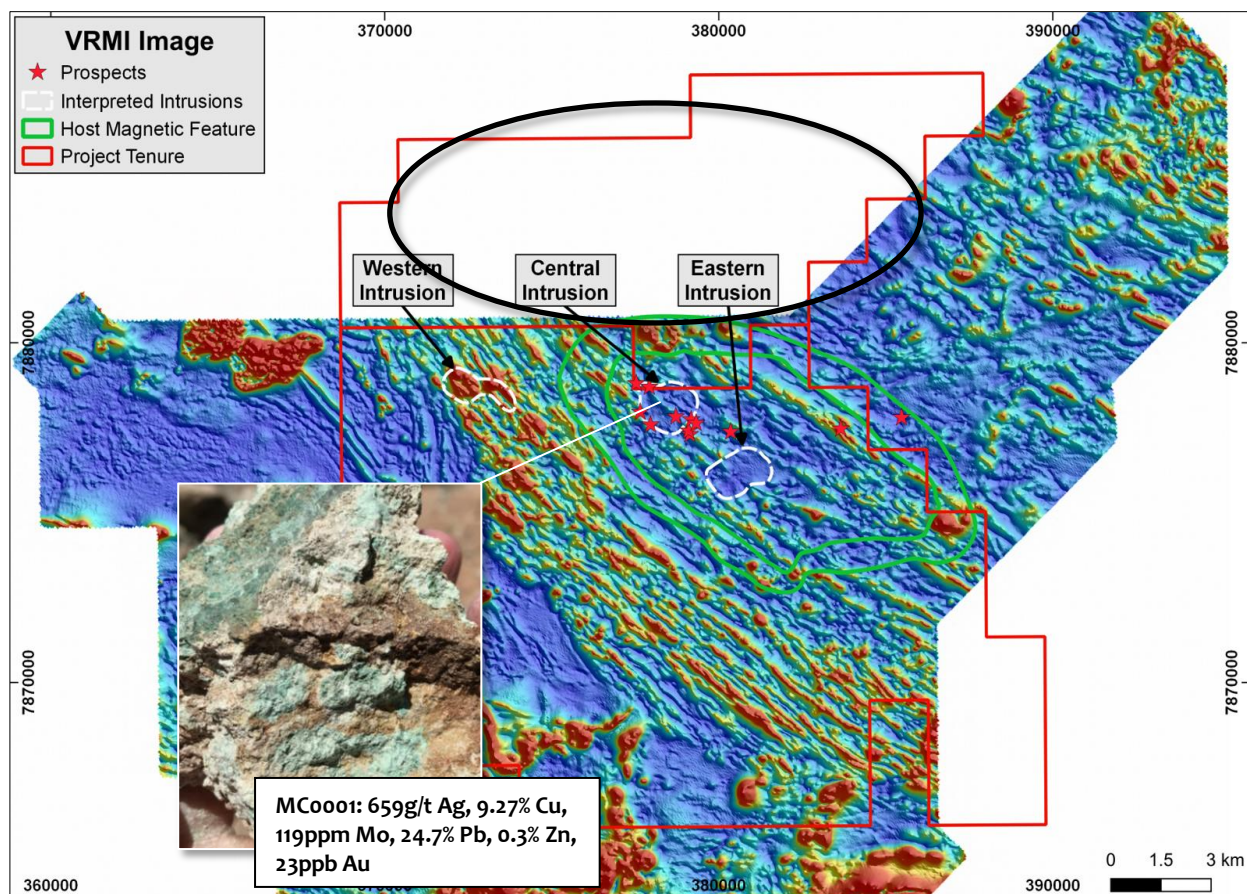 VRMI Image
Prospects
Interpreted Intrusions
Host Magnetic Feature
Project Tenure
370000
380000
390000
Western
Intrusion
Central
Intrusion
Eastern
Intrusion
7880000
7880000
7870000
7870000
MC0001: 659g/t Ag, 9.27% Cu,
119ppm Mo, 24.7% Pb, 0.3% Zn,
23ppb Au
360000
370000
380000
390000
0 1.5 3 km